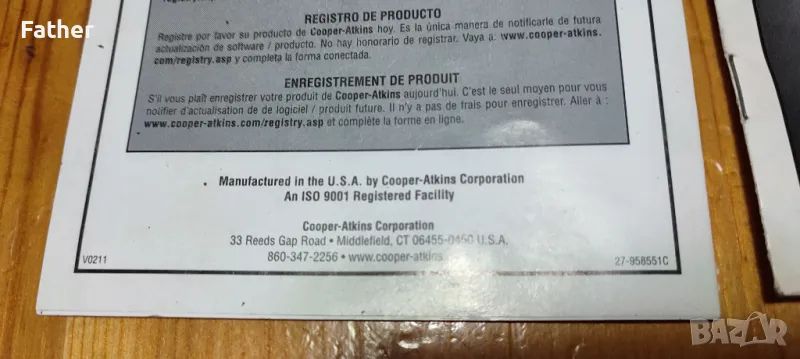 Father
REGISTRO DE PRODUCTO
Registre por favor su producto de Cooper-Atkins hoy. Es la única manera de notificarle de futura
actualización de software / producto. No hay honorario de registrar. Vaya á: www.cooper-atkins.
com/registry.asp y completa la forma conectada.
ENREGISTREMENT DE PRODUIT
S'il vous plaît enregistrer votre produit de Cooper-Atkins aujourd'hui. C'est le seul moyen pour vous
notifier d'actualisation de de logiciel / produit future. Il n'y a pas de frais pour enregistrer. Aller à :
www.cooper-atkins.com/registry.asp et complète la forme en ligne.
Manufactured in the U.S.A. by Cooper-Atkins Corporation
An ISO 9001 Registered Facility
Cooper-Atkins Corporation
33 Reeds Gap Road • Middlefield, CT 06455-0450 U.S.A.
860-347-2256 • www.cooper-atkins
V0211 27-958551C
BAZAR
bg